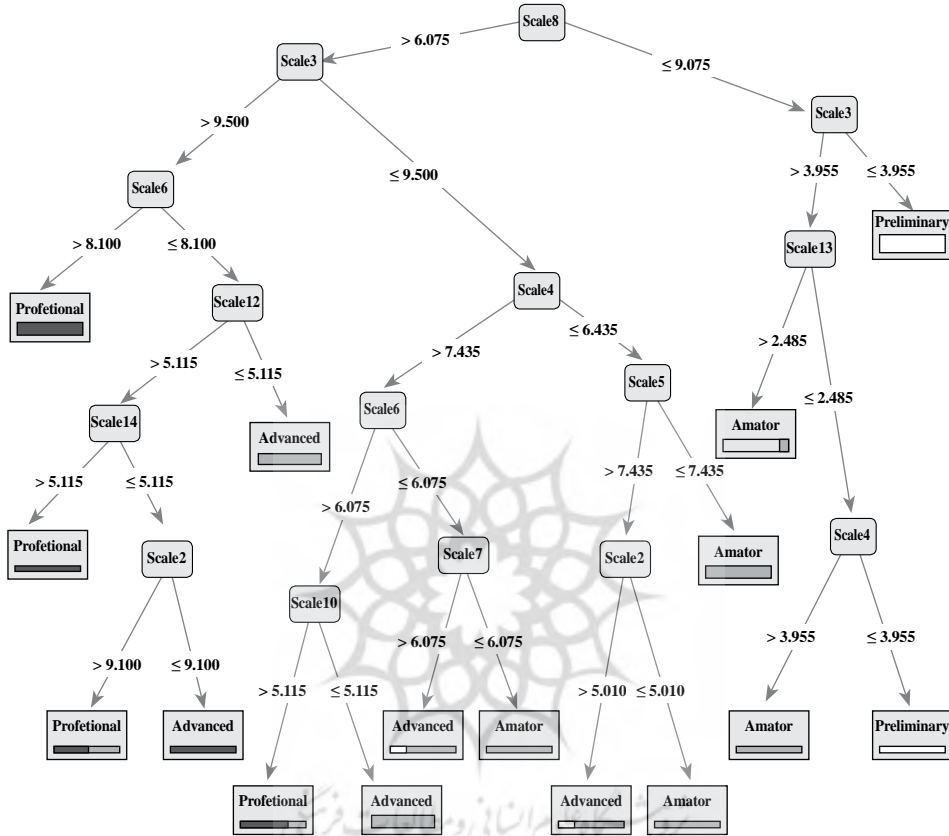 Scale8
> 6.075
≤ 9.075
Scale3
Scale3
> 9.500
≤ 9.500
> 3.955
≤ 3.955
Scale6
Preliminary
Scale13
> 8.100
≤ 8.100
Profetional
Scale12
Scale4
> 2.485
≤ 2.485
> 5.115
≤ 5.115
> 7.435
≤ 6.435
Scale14
Advanced
Scale6
Scale5
Amator
> 5.115
≤ 5.115
> 6.075
≤ 6.075
> 7.435
≤ 7.435
Profetional
Scale2
Scale7
Scale2
Amator
Scale4
Scale10
> 9.100
≤ 9.100
> 6.075
≤ 6.075
> 3.955
≤ 3.955
> 5.115
≤ 5.115
> 5.010
≤ 5.010
Profetional
Advanced
Advanced
Amator
Amator
Preliminary
Profetional
Advanced
Advanced
Amator